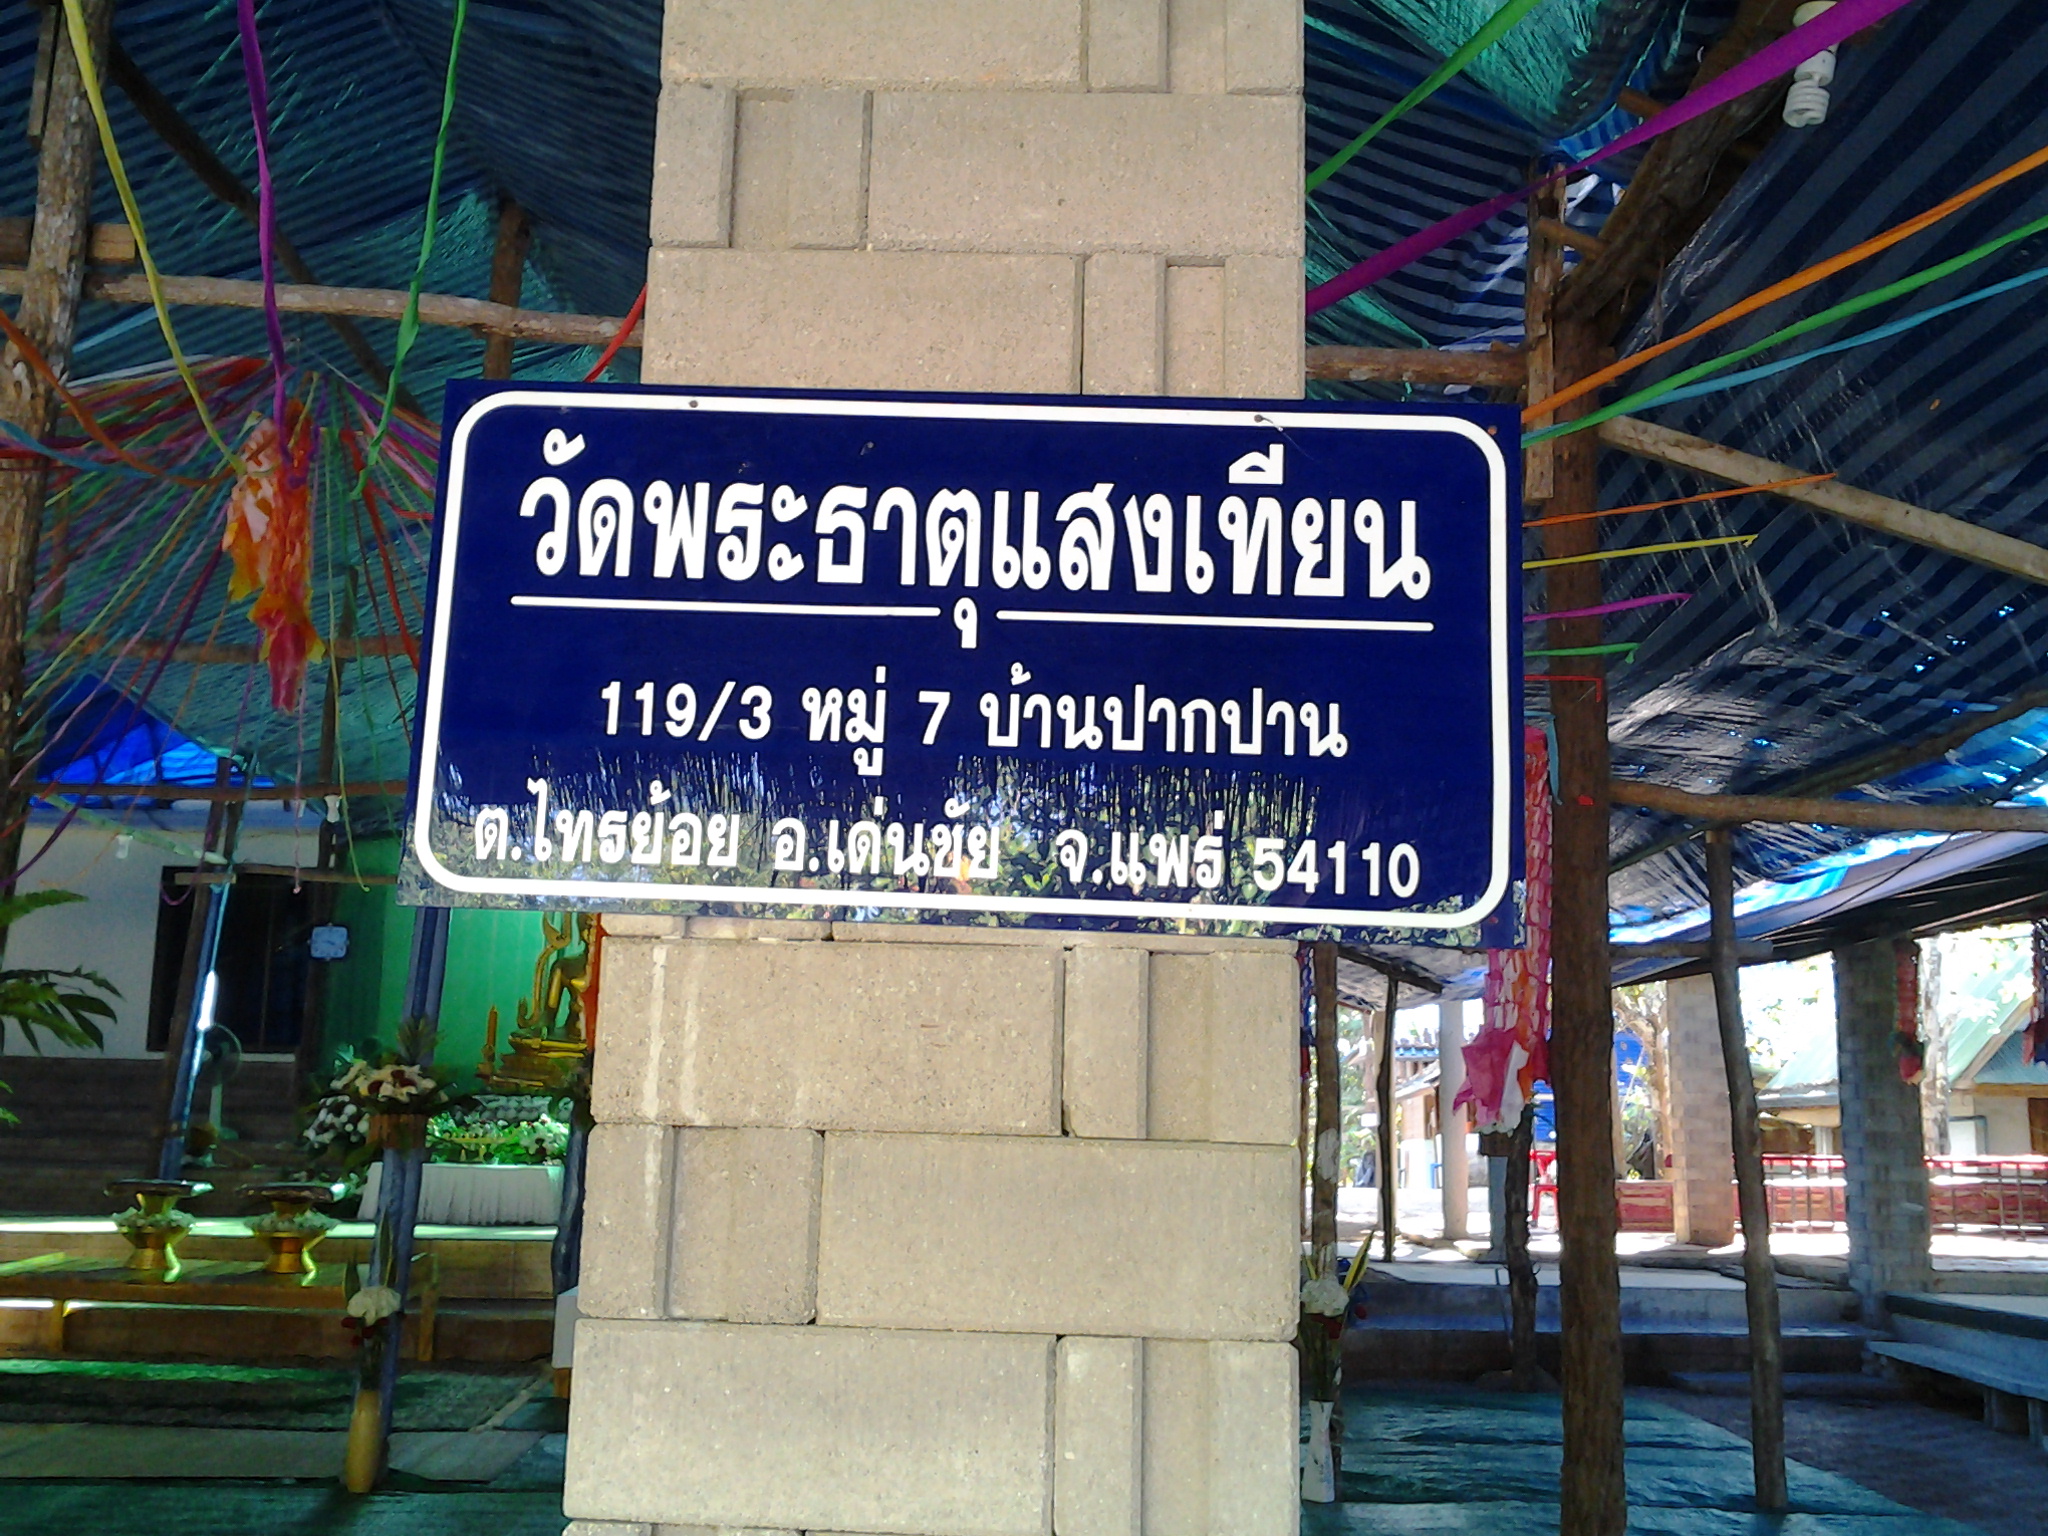 วัดพระธาตุแสงเทียน
119/3 หมู่ 7 บ้านปากปาน
ต.ไทรย้อย อ.เด่นชัย จ.แพร่ 54110